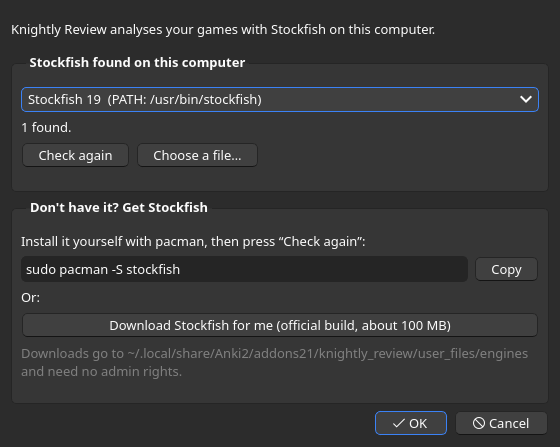 Knightly Review analyses your games with Stockfish on this computer.
Stockfish found on this computer
Stockfish 19 (PATH: /usr/bin/stockfish)
1 found.
Check again
Choose a file...
Don't have it? Get Stockfish
Install it yourself with pacman, then press “Check again”:
sudo pacman -S stockfish
Copy
Or:
Download Stockfish for me (official build, about 100 MB)
Downloads go to ~/.local/share/Anki2/addons21/knightly_review/user_files/engines
and need no admin rights.
OK
Cancel